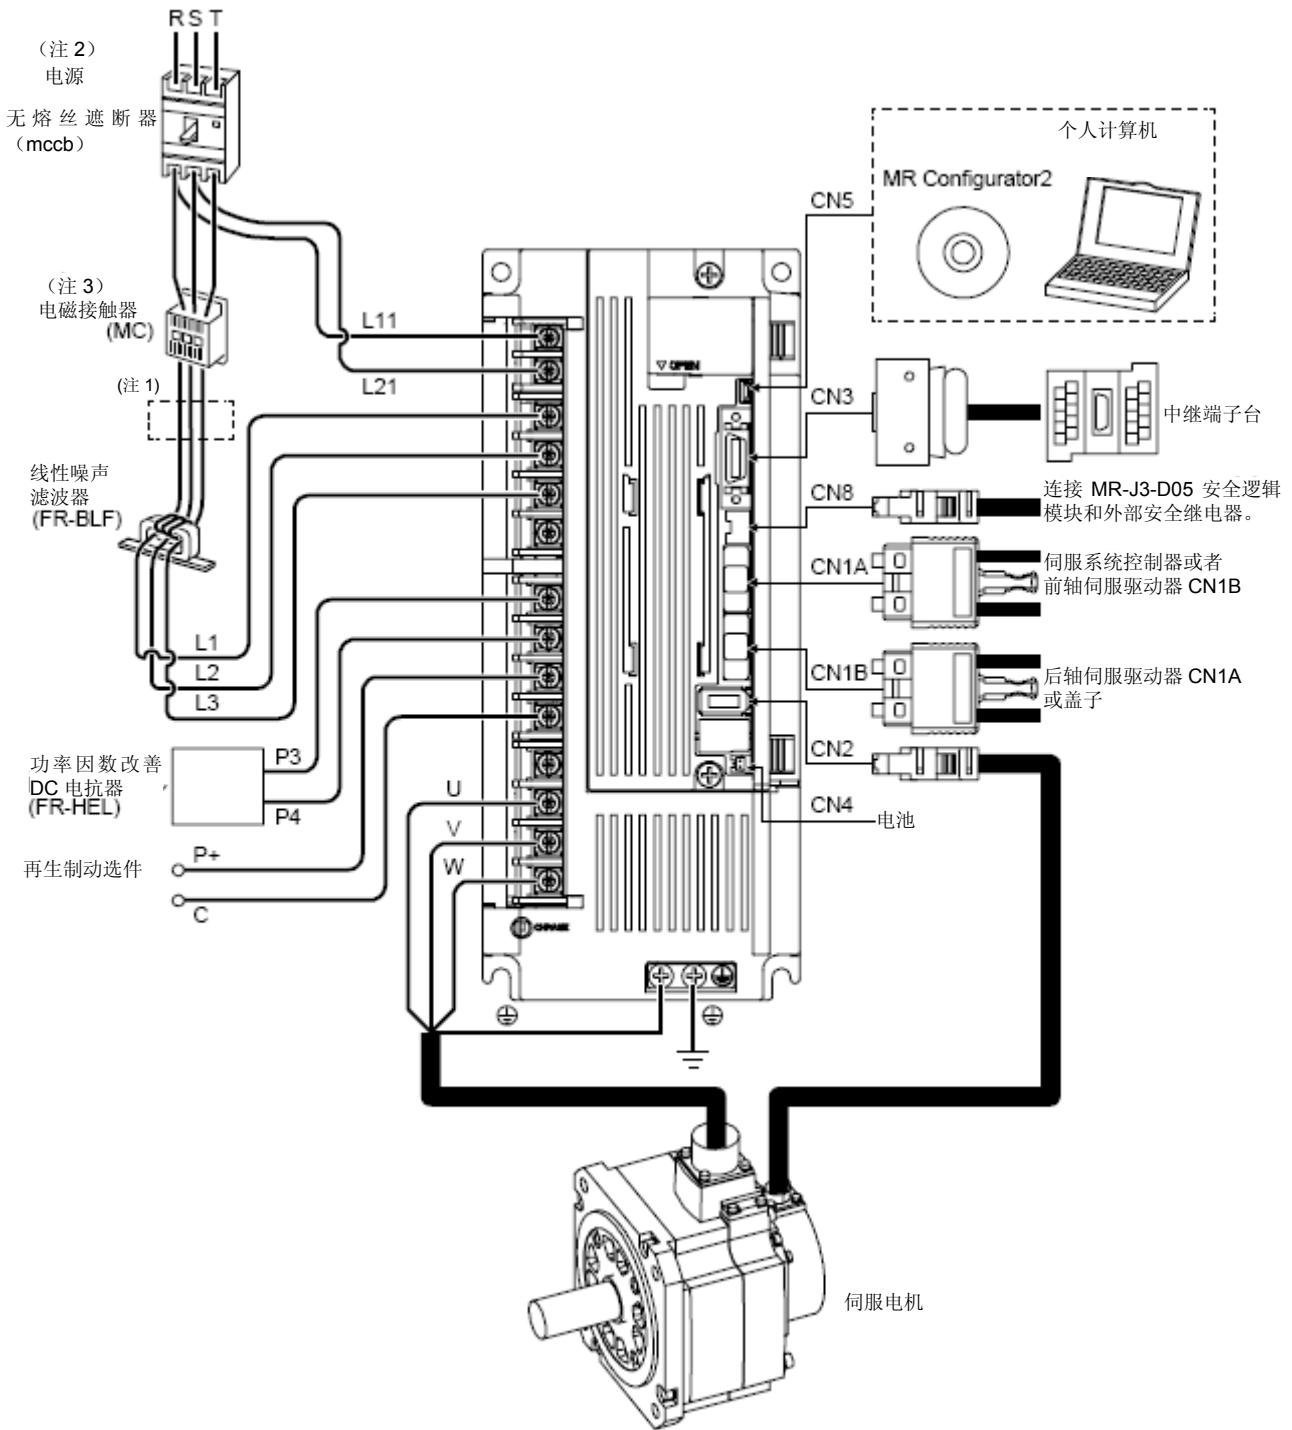 R S T
（注 2）
电源
无熔丝遮断器
（mccb）
（注 3）
电磁接触器
(MC)
(注 1)
线性噪声
滤波器
(FR-BLF)
L11
L21
L1
L2
L3
功率因数改善
DC 电抗器
(FR-HEL)
P3
P4
再生制动选件
P+
C
U
V
W
▽ OPEN
CHARGE
个人计算机
MR Configurator2
CN5
CN3
中继端子台
CN8
连接 MR-J3-D05 安全逻辑
模块和外部安全继电器。
CN1A
伺服系统控制器或者
前轴伺服驱动器 CN1B
CN1B
后轴伺服驱动器 CN1A
或盖子
CN2
CN4
电池
伺服电机